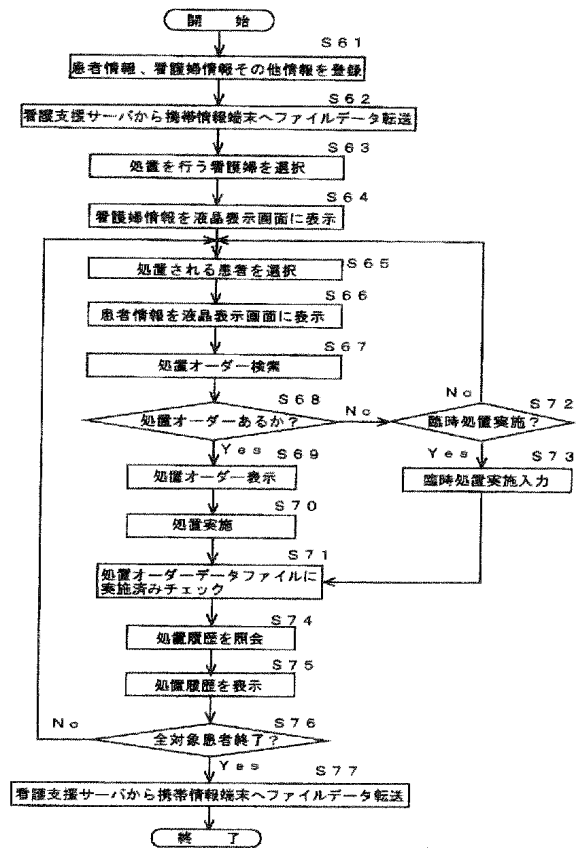 開 始
S61
患者情報、看護婦情報その他情報を登録
S62
看護支援サーバから携帯情報端末へファイルデータ転送
S63
処置を行う看護婦を選択
S64
看護婦情報を液晶表示画面に表示
S65
処置される患者を選択
S66
患者情報を液晶表示画面に表示
S67
処置オーダー検索
S68
処置オーダーあるか？
No
S72
臨時処置実施？
No
Yes
S69
処置オーダー表示
Yes
S73
臨時処置実施入力
S70
処置実施
S71
処置オーダーデータファイルに
実施済みチェック
S74
処置履歴を照会
S75
処置履歴を表示
S76
全対象患者終了？
No
Yes
S77
看護支援サーバから携帯情報端末へファイルデータ転送
終 了